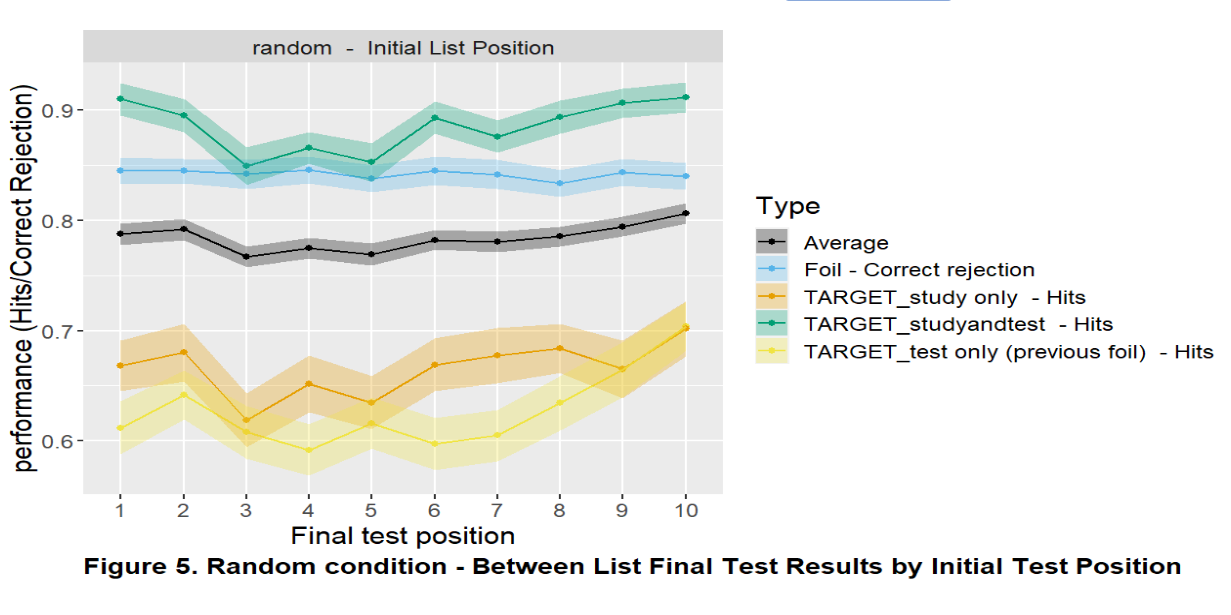 random - Initial List Position
performance (Hits/Correct Rejection)
0.9
0.8
0.7
0.6
1 2 3 4 5 6 7 8 9 10
Final test position
Type
Average
Foil - Correct rejection
TARGET_study only - Hits
TARGET_studyandtest - Hits
TARGET_test only (previous foil) - Hits
Figure 5. Random condition - Between List Final Test Results by Initial Test Position